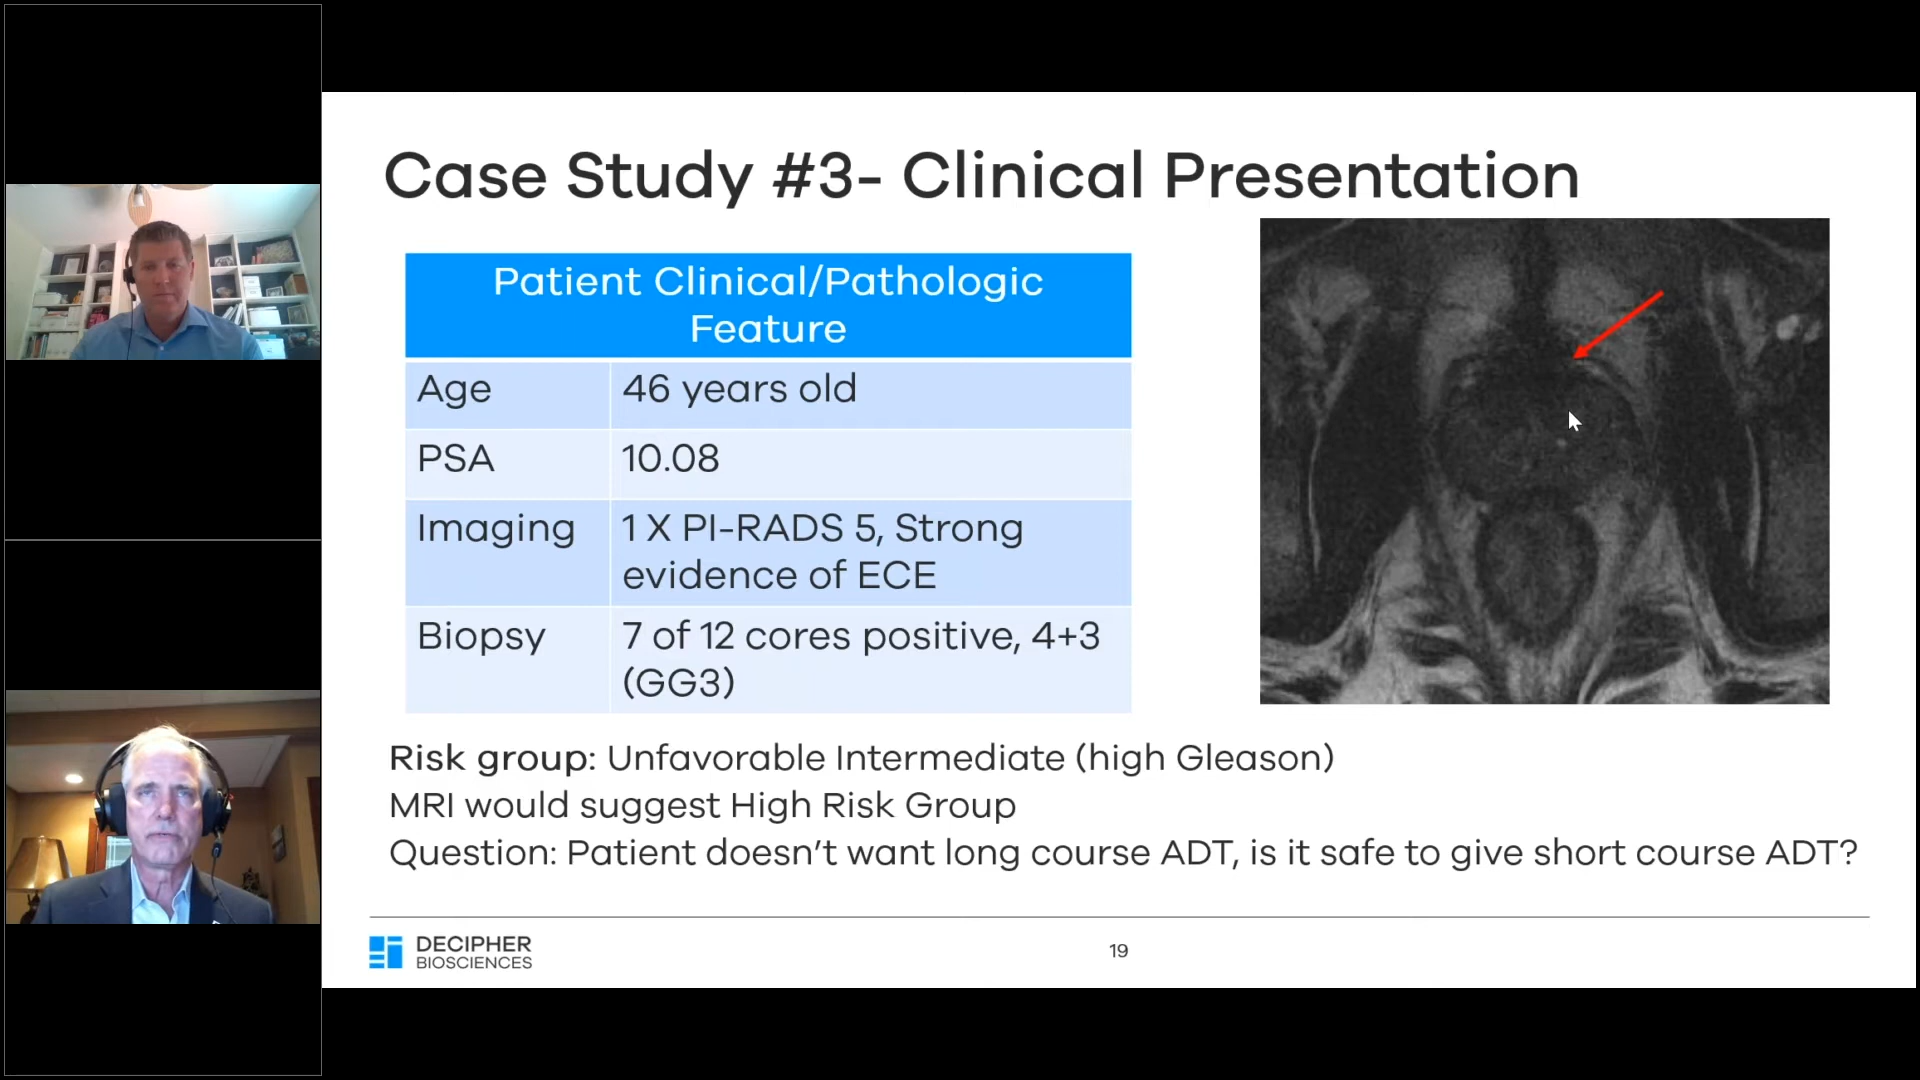 Case Study #3- Clinical Presentation
Patient Clinical/Pathologic
Feature
Age
46 years old
PSA
10.08
Imaging
1 X PI-RADS 5, Strong
evidence of ECE
Biopsy
7 of 12 cores positive, 4+3
(GG3)
Risk group: Unfavorable Intermediate (high Gleason)
MRI would suggest High Risk Group
Question: Patient doesn't want long course ADT, is it safe to give short course ADT?
DECIPHER
BIOSCIENCES
19